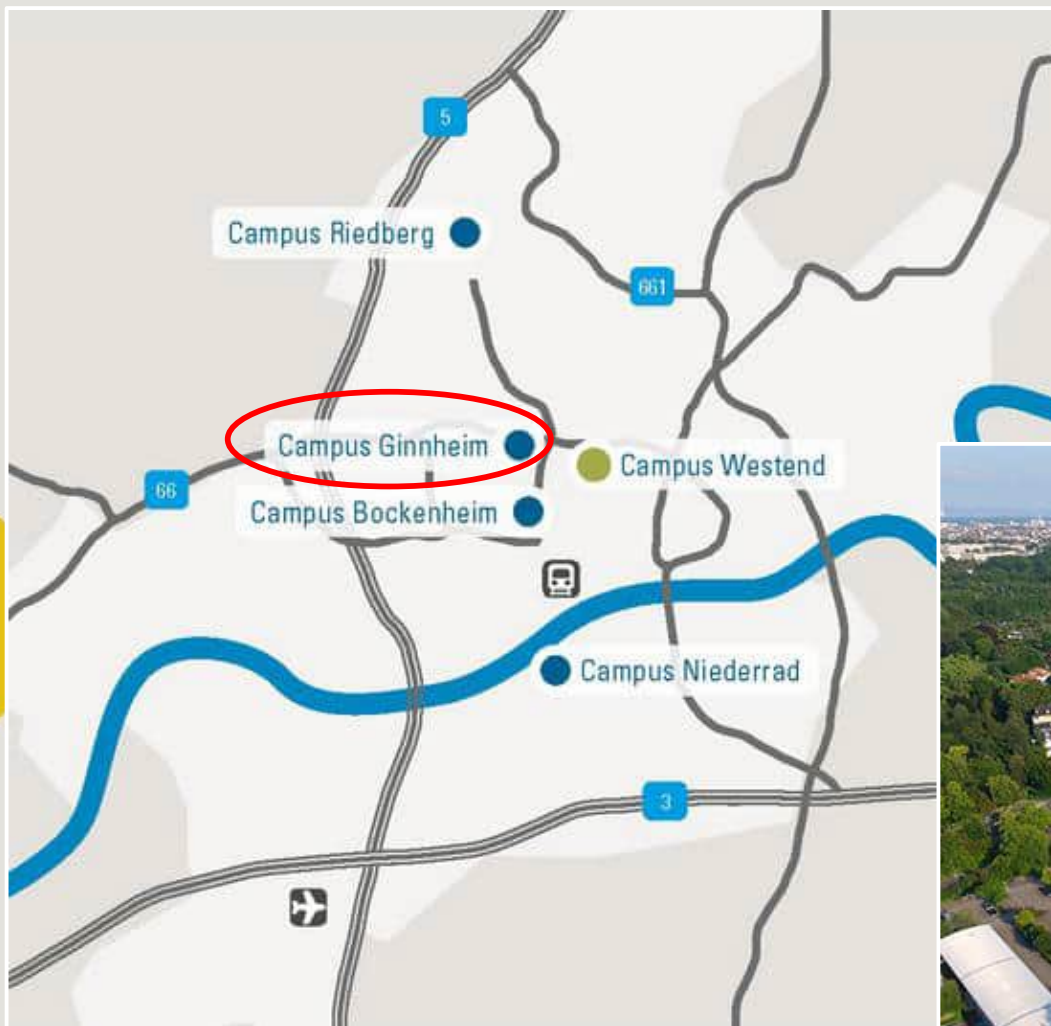 5
Campus Riedberg
661
Campus Ginnheim
Campus Westend
66
Campus Bockenheim
Campus Niederrad
3